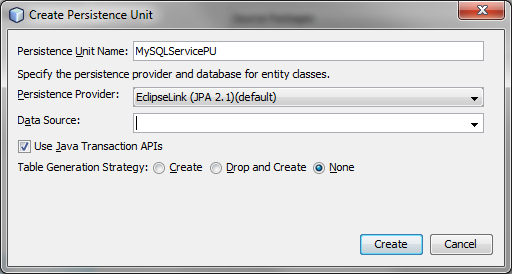 Create Persistence Unit
Persistence Unit Name: MySQLServicePU
Specify the persistence provider and database for entity classes.
Persistence Provider: EclipseLink (JPA 2.1)(default)
Data Source:
Use Java Transaction APIs
Table Generation Strategy: Create Drop and Create None
Create Cancel